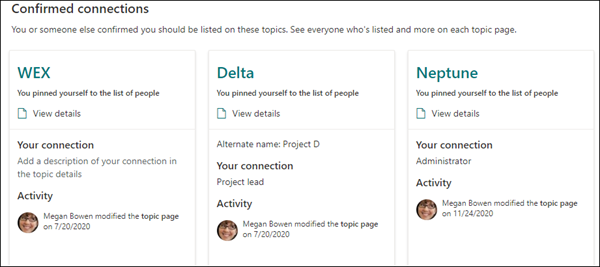 Confirmed connections
You or someone else confirmed you should be listed on these topics. See everyone who's listed and more on each topic page.
WEX
You pinned yourself to the list of people
View details
Your connection
Add a description of your connection in
the topic details
Activity
Megan Bowen modified the topic page
on 7/20/2020
Delta
You pinned yourself to the list of people
View details
Alternate name: Project D
Your connection
Project lead
Activity
Megan Bowen modified the topic page
on 7/20/2020
Neptune
You pinned yourself to the list of people
View details
Your connection
Administrator
Activity
Megan Bowen modified the topic page
on 11/24/2020